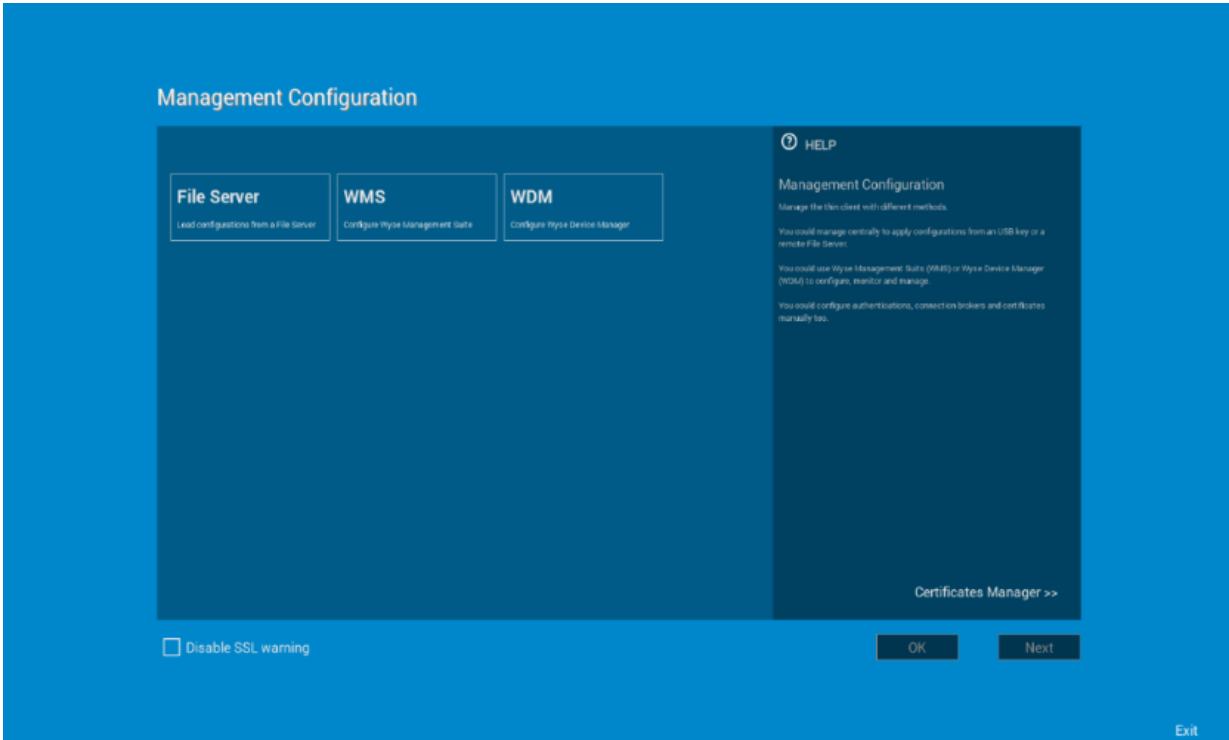 Management Configuration
File Server
Load configurations from a File Server
WMS
Configure Wyse Management Suite
WDM
Configure Wyse Device Manager
? HELP
Management Configuration
Manage the thin client with different methods.
You could manage centrally to apply configurations from an USB key or a
remote File Server.
You could use Wyse Management Suite (WMS) or Wyse Device Manager
(WDM) to configure, monitor and manage.
You could configure authentications, connection brokers and certificates
manually too.
Certificates Manager >>
Disable SSL warning
OK
Next
Exit